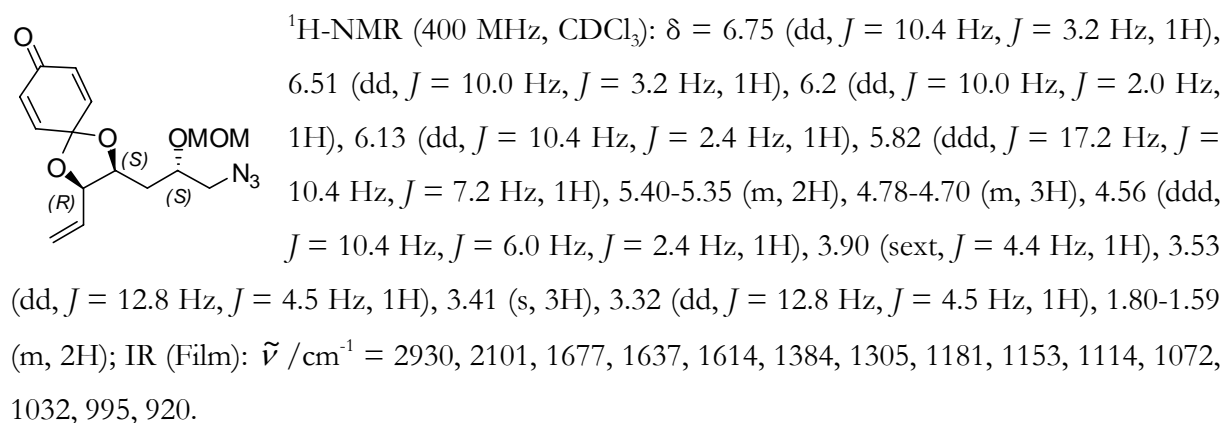 ¹H-NMR (400 MHz, CDCl₃): δ = 6.75 (dd, J = 10.4 Hz, J = 3.2 Hz, 1H),
6.51 (dd, J = 10.0 Hz, J = 3.2 Hz, 1H), 6.2 (dd, J = 10.0 Hz, J = 2.0 Hz,
1H), 6.13 (dd, J = 10.4 Hz, J = 2.4 Hz, 1H), 5.82 (ddd, J = 17.2 Hz, J =
10.4 Hz, J = 7.2 Hz, 1H), 5.40-5.35 (m, 2H), 4.78-4.70 (m, 3H), 4.56 (ddd,
J = 10.4 Hz, J = 6.0 Hz, J = 2.4 Hz, 1H), 3.90 (sext, J = 4.4 Hz, 1H), 3.53
(dd, J = 12.8 Hz, J = 4.5 Hz, 1H), 3.41 (s, 3H), 3.32 (dd, J = 12.8 Hz, J = 4.5 Hz, 1H), 1.80-1.59
(m, 2H); IR (Film): ν̃ /cm⁻¹ = 2930, 2101, 1677, 1637, 1614, 1384, 1305, 1181, 1153, 1114, 1072,
1032, 995, 920.
O
O OMOM
O (S) N₃
(R) (S)